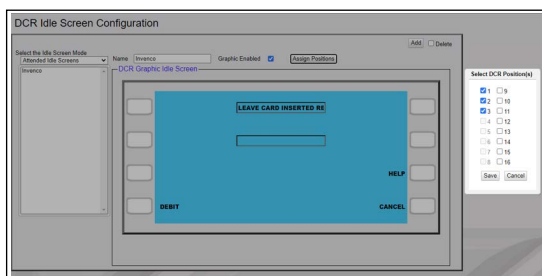 DCR Idle Screen Configuration
Add Delete
Select the Idle Screen Mode
Attended Idle Screens
Name Invenco Graphic Enabled Assign Positions
Invenco
DCR Graphic Idle Screen
LEAVE CARD INSERTED RE
HELP
DEBIT
CANCEL
Select DCR Position(s)
1 9
2 10
3 11
4 12
5 13
6 14
7 15
8 16
Save Cancel